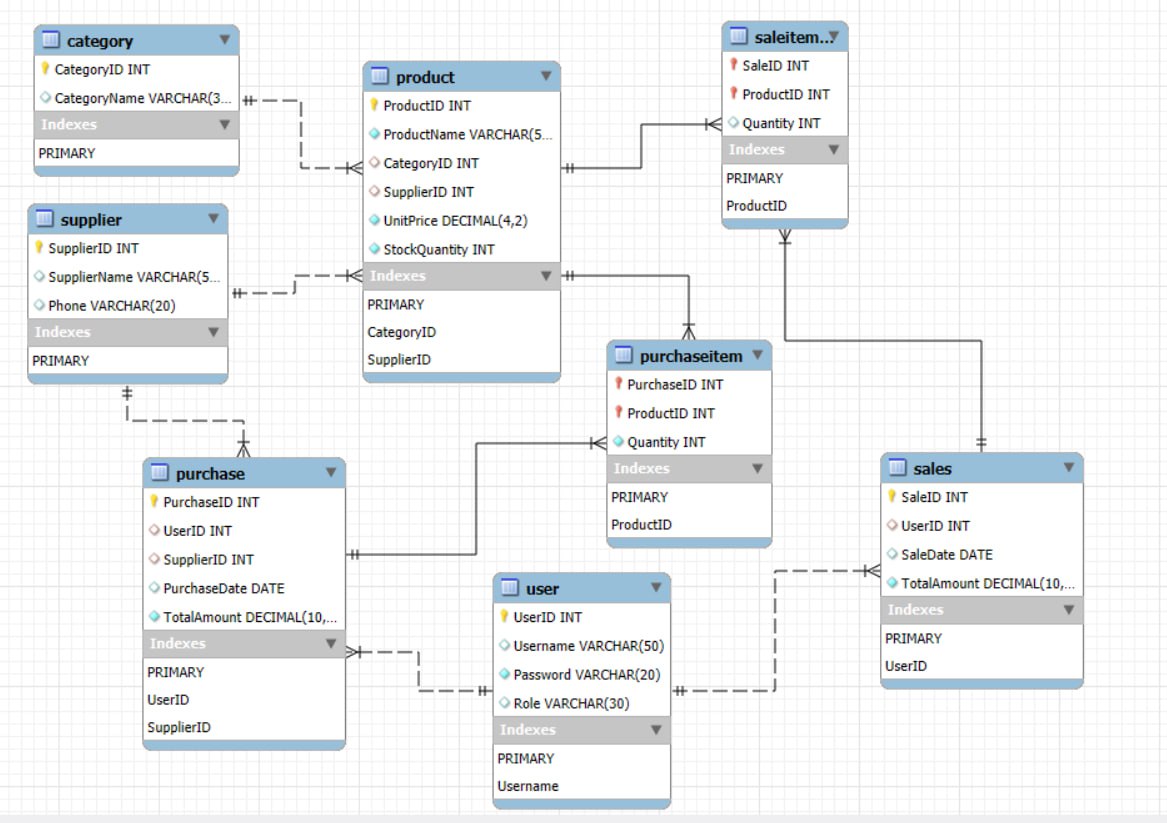 category
CategoryID INT
CategoryName VARCHAR(3...
Indexes
PRIMARY
supplier
SupplierID INT
SupplierName VARCHAR(5...
Phone VARCHAR(20)
Indexes
PRIMARY
product
ProductID INT
ProductName VARCHAR(5...
CategoryID INT
SupplierID INT
UnitPrice DECIMAL(4,2)
StockQuantity INT
Indexes
PRIMARY
CategoryID
SupplierID
saleitem...
SaleID INT
ProductID INT
Quantity INT
Indexes
PRIMARY
ProductID
purchaseitem
PurchaseID INT
ProductID INT
Quantity INT
Indexes
PRIMARY
ProductID
purchase
PurchaseID INT
UserID INT
SupplierID INT
PurchaseDate DATE
TotalAmount DECIMAL(10,...
Indexes
PRIMARY
UserID
SupplierID
user
UserID INT
Username VARCHAR(50)
Password VARCHAR(20)
Role VARCHAR(30)
Indexes
PRIMARY
Username
sales
SaleID INT
UserID INT
SaleDate DATE
TotalAmount DECIMAL(10,...
Indexes
PRIMARY
UserID